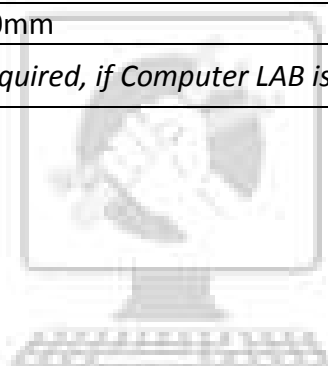 0mm
quired, if Computer LAB is